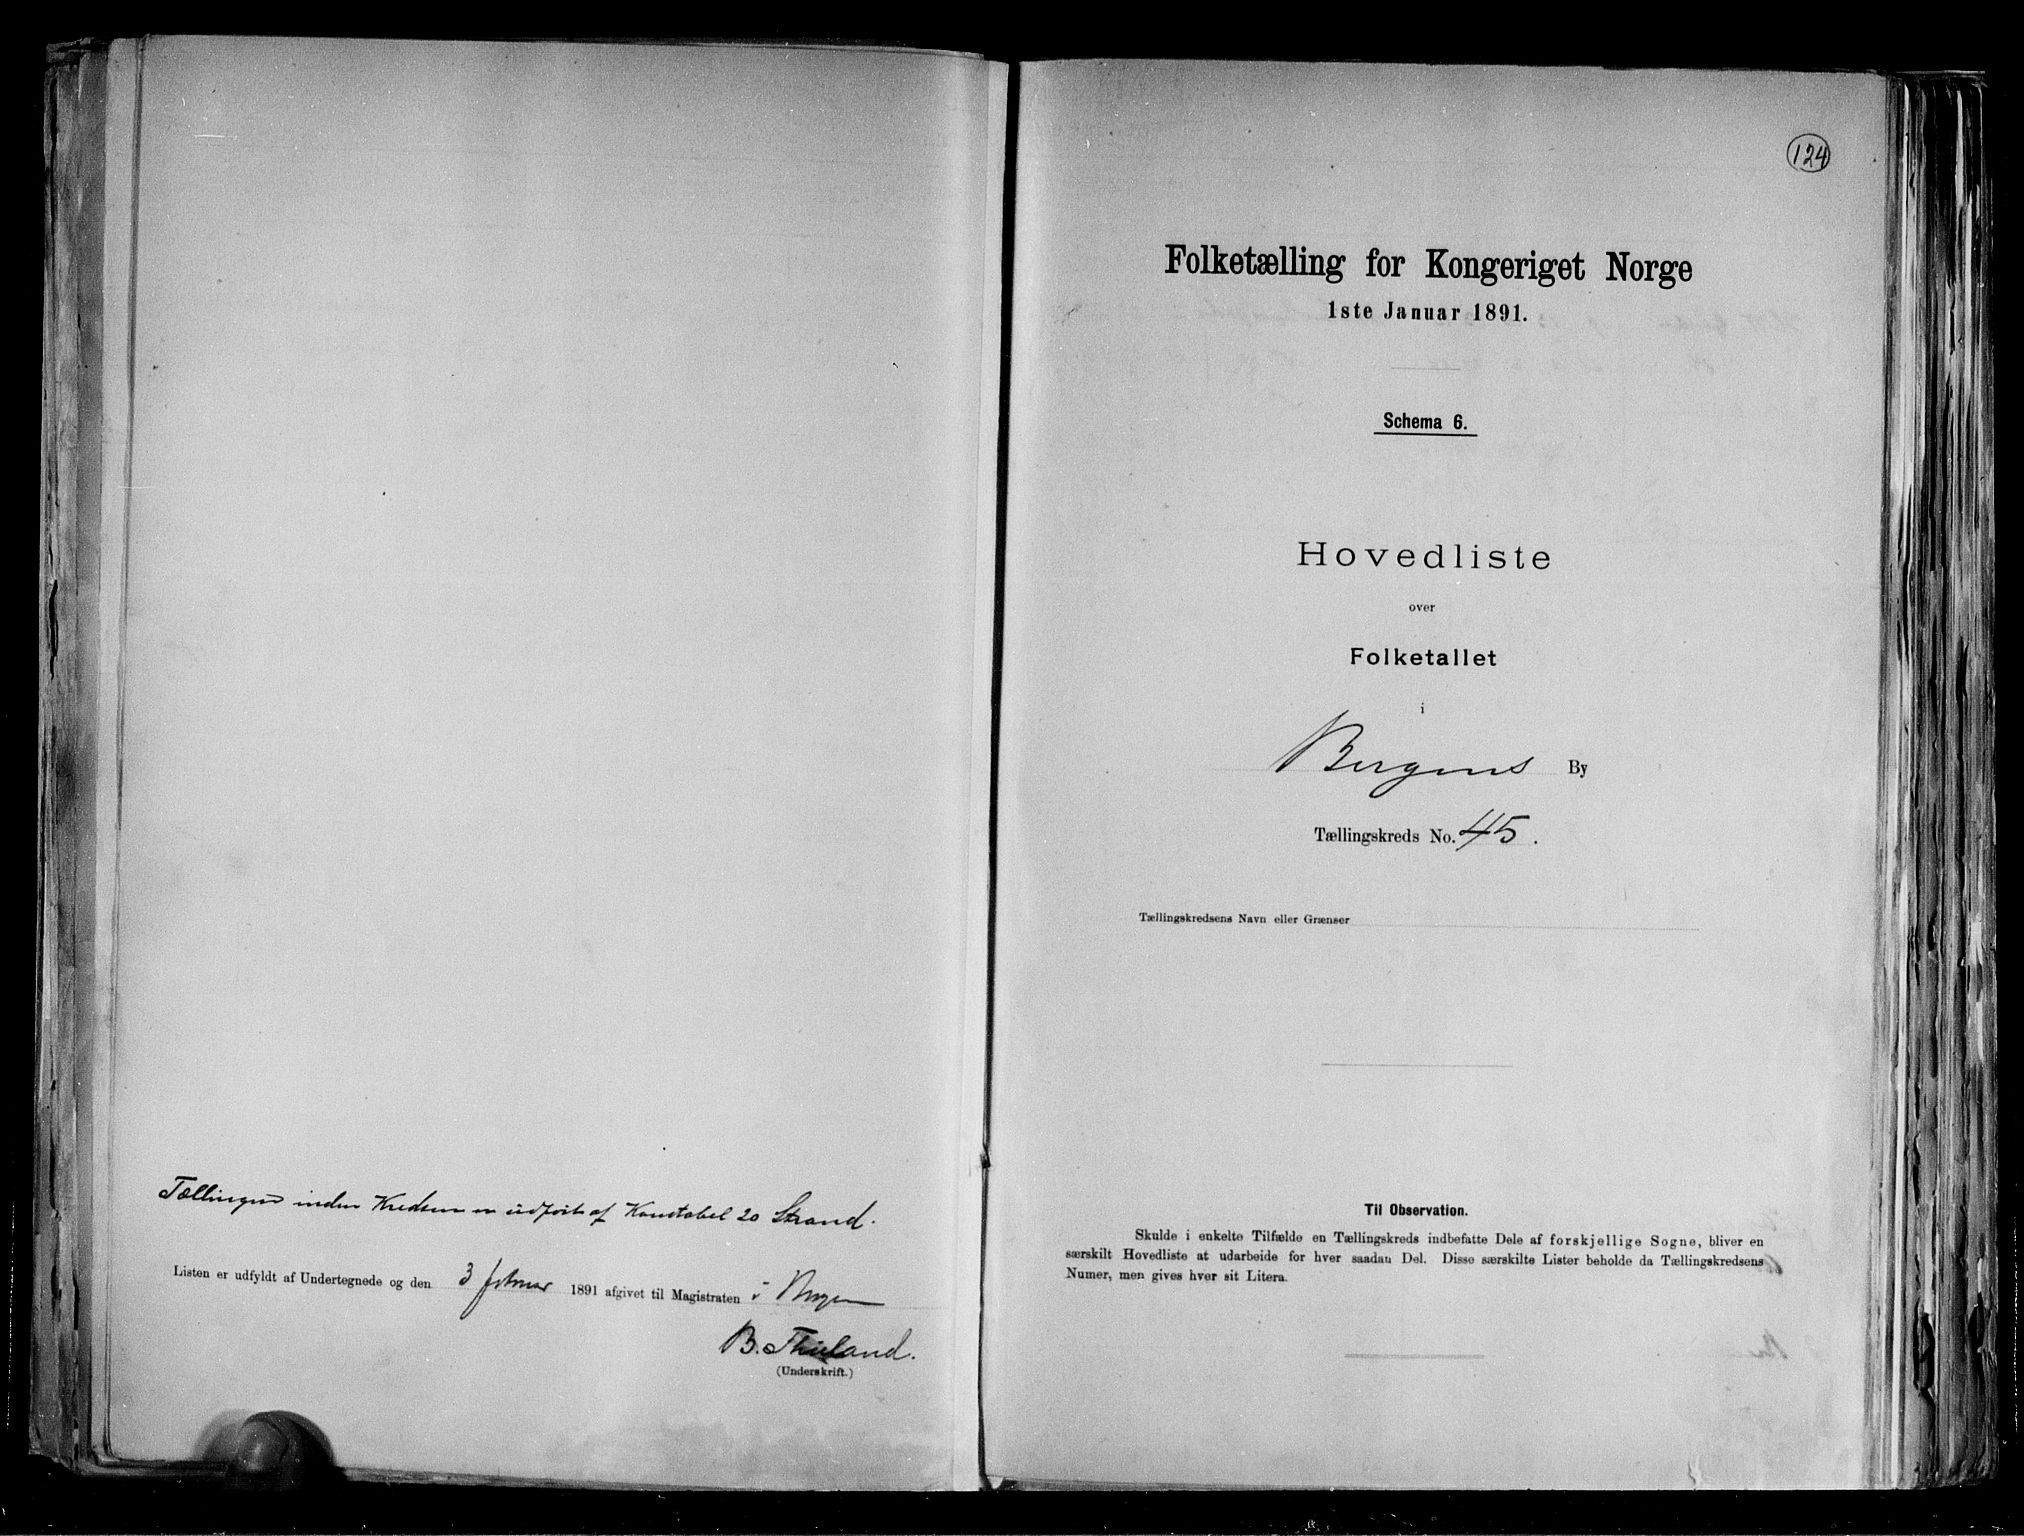 Tællingen inden Kredsen er udført af Konstabel 20 Strand.
Listen er udfyldt af Undertegnede og den 3 februar 1891 afgivet til Magistraten i Bergen
B. Thieland.
(Underskrift.)
124
Folketælling for Kongeriget Norge
1ste Januar 1891.
Schema 6.
Hovedliste
over
Folketallet
i
Bergens By
Tællingskreds No. 45.
Tællingskredsens Navn eller Grænser
Til Observation.
Skulde i enkelte Tilfælde en Tællingskreds indbefatte Dele af forskjellige Sogne, bliver en
særskilt Hovedliste at udarbeide for hver saadan Del. Disse særskilte Lister beholde da Tællingskredsens
Numer, men gives hver sit Litera.